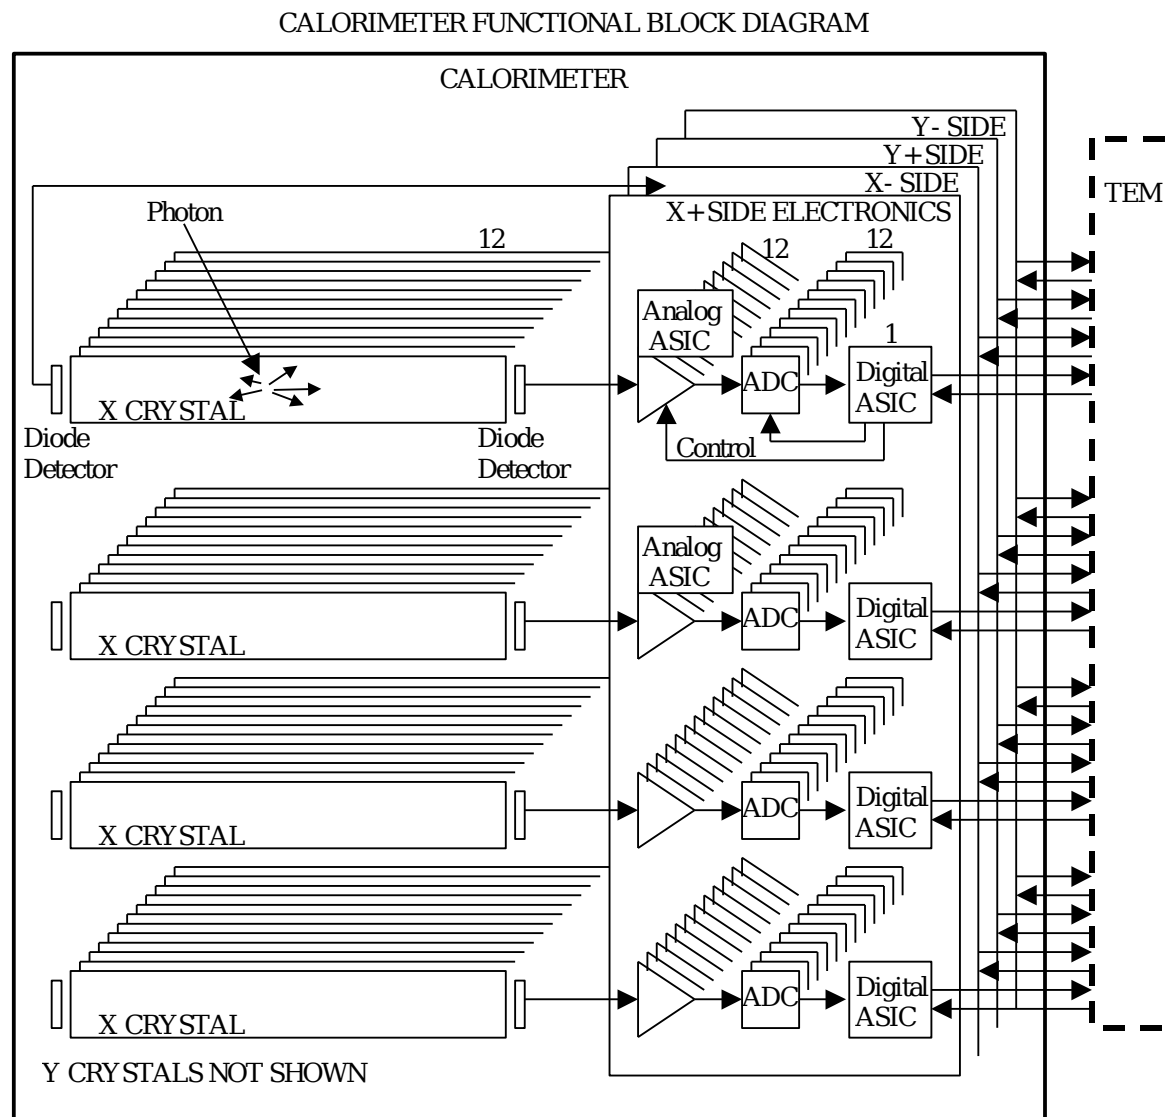 CALORIMETER FUNCTIONAL BLOCK DIAGRAM
CALORIMETER
Y- SIDE
Y+ SIDE
X- SIDE
X+ SIDE ELECTRONICS
TEM
Photon
12
12
12
Analog
ASIC
1
ADC
Digital
ASIC
X CRYSTAL
Diode
Detector
Diode
Detector
Control
Analog
ASIC
ADC
Digital
ASIC
X CRYSTAL
ADC
Digital
ASIC
X CRYSTAL
ADC
Digital
ASIC
X CRYSTAL
Y CRYSTALS NOT SHOWN